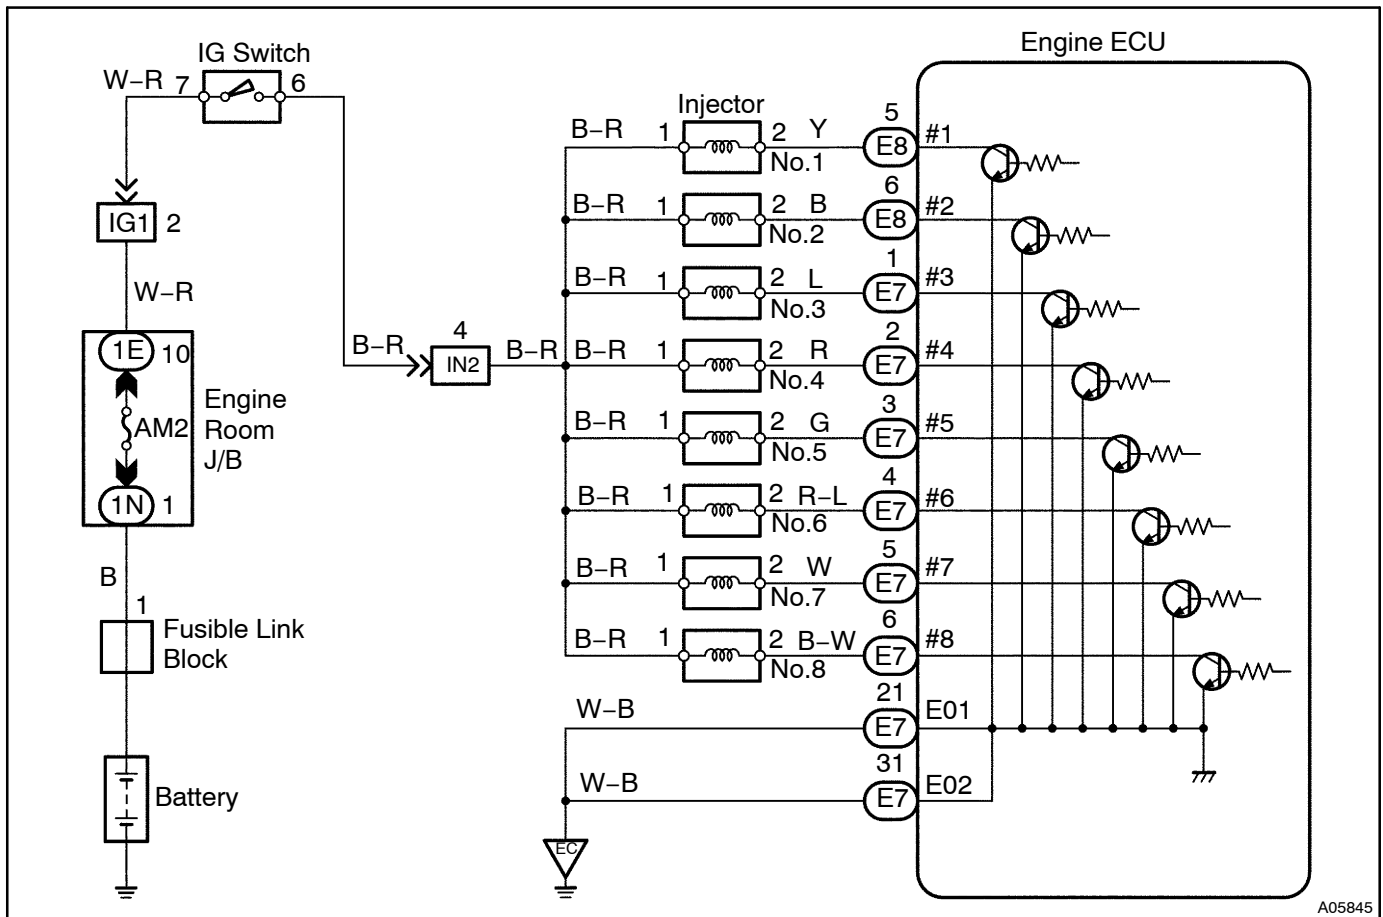 Engine ECU
IG Switch
W–R 7 6
IG1 2
W–R
1E 10
AM2
Engine
Room
J/B
1N 1
B
1
Fusible Link
Block
Battery
B–R
4
IN2
B–R
Injector
B–R 1 2 Y 5
No.1 E8 #1
B–R 1 2 B 6
No.2 E8 #2
B–R 1 2 L 1
No.3 E7 #3
B–R 1 2 R 2
No.4 E7 #4
B–R 1 2 G 3
No.5 E7 #5
B–R 1 2 R–L 4
No.6 E7 #6
B–R 1 2 W 5
No.7 E7 #7
B–R 1 2 B–W 6
No.8 E7 #8
W–B 21
E7 E01
W–B 31
E7 E02
EC
A05845